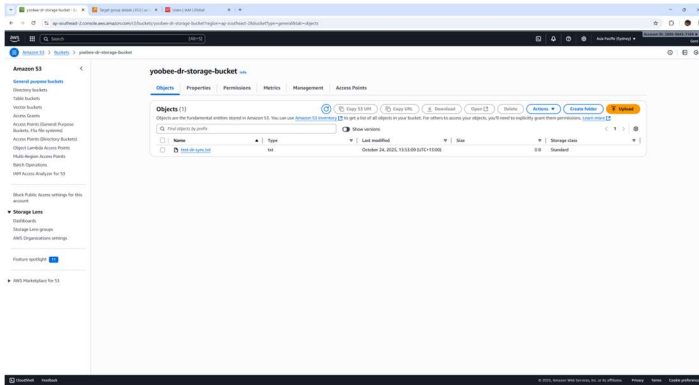 yoobee-dr-storage-bucket - S3
Target group details | EC2 | ap-
Users | IAM | Global
ap-southeast-2.console.aws.amazon.com/s3/buckets/yoobee-dr-storage-bucket?region=ap-southeast-2&bucketType=general&tab=objects
aws
Search
[Alt+S]
Asia Pacific (Sydney)
Amazon S3 > Buckets > yoobee-dr-storage-bucket
Amazon S3
General purpose buckets
Directory buckets
Table buckets
Vector buckets
Access Grants
Access Points (General Purpose Buckets, FSx file systems)
Access Points (Directory Buckets)
Object Lambda Access Points
Multi-Region Access Points
Batch Operations
IAM Access Analyzer for S3
Block Public Access settings for this account
Storage Lens
Dashboards
Storage Lens groups
AWS Organizations settings
Feature spotlight
AWS Marketplace for S3
yoobee-dr-storage-bucket Info
Objects
Properties
Permissions
Metrics
Management
Access Points
Objects (1)
Copy S3 URI
Copy URL
Download
Open
Delete
Actions
Create folder
Upload
Objects are the fundamental entities stored in Amazon S3. You can use Amazon S3 inventory to get a list of all objects in your bucket. For others to access your objects, you'll need to explicitly grant them permissions. Learn more
Find objects by prefix
Show versions
1
Name
Type
Last modified
Size
Storage class
test-dr-sync.txt
txt
October 24, 2025, 13:53:09 (UTC+13:00)
0 B
Standard
CloudShell
Feedback
© 2025, Amazon Web Services, Inc. or its affiliates.
Privacy
Terms
Cookie preferences